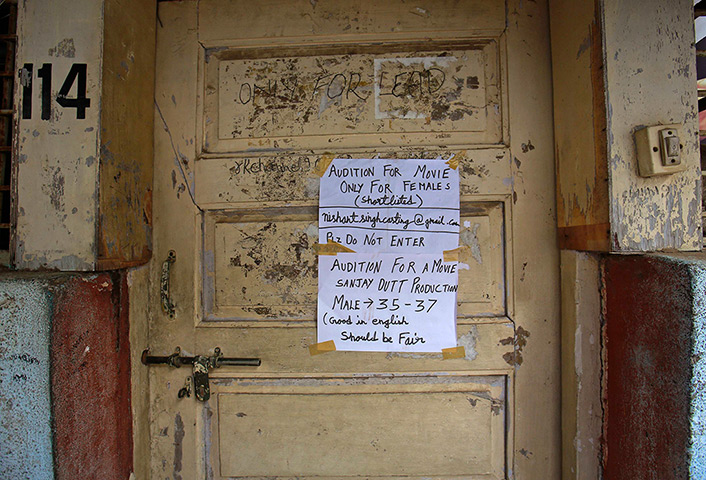 114
ONLY FOR LEAD
AUDITION FOR MOVIE
ONLY FOR FEMALES
(shortlisted)
nishant.singhcasting@gmail.com
Plz DO NOT ENTER
AUDITION FOR A MOVIE
SANJAY DUTT PRODUCTION
MALE → 35-37
(Good in english
Should be Fair